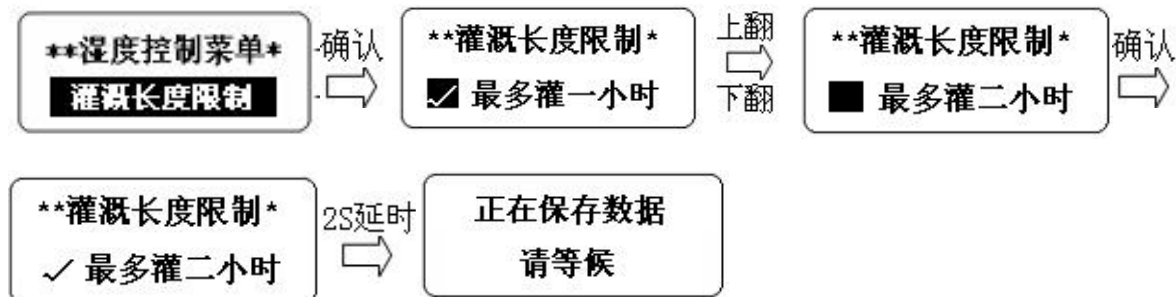 **湿度控制菜单*
灌溉长度限制
确认
**灌溉长度限制*
✓ 最多灌一小时
上翻
下翻
**灌溉长度限制*
最多灌二小时
确认
**灌溉长度限制*
✓ 最多灌二小时
2S延时
正在保存数据
请等候